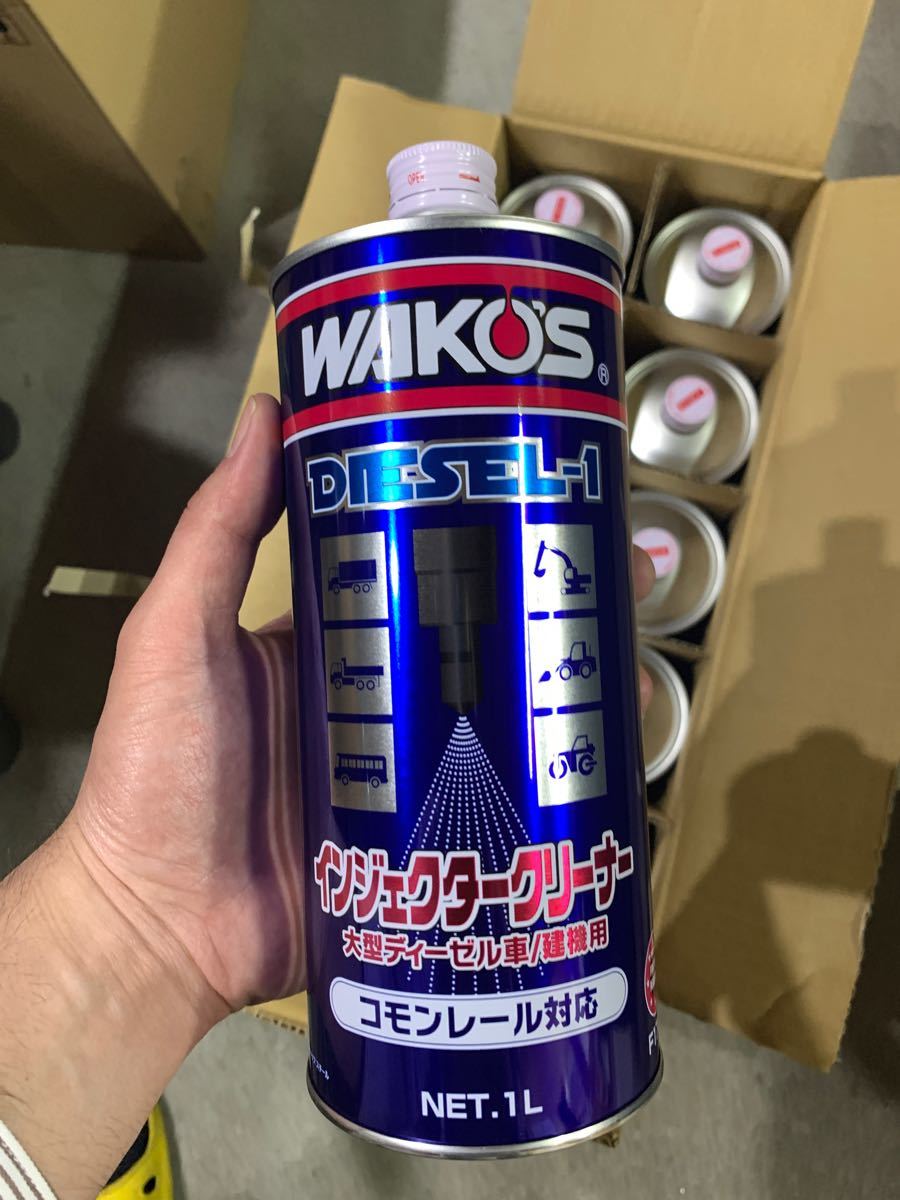 OPEN
WAKO'S®
DIESEL-1
インジェクタークリーナー
大型ディーゼル車/建機用
コモンレール対応
NET.1L